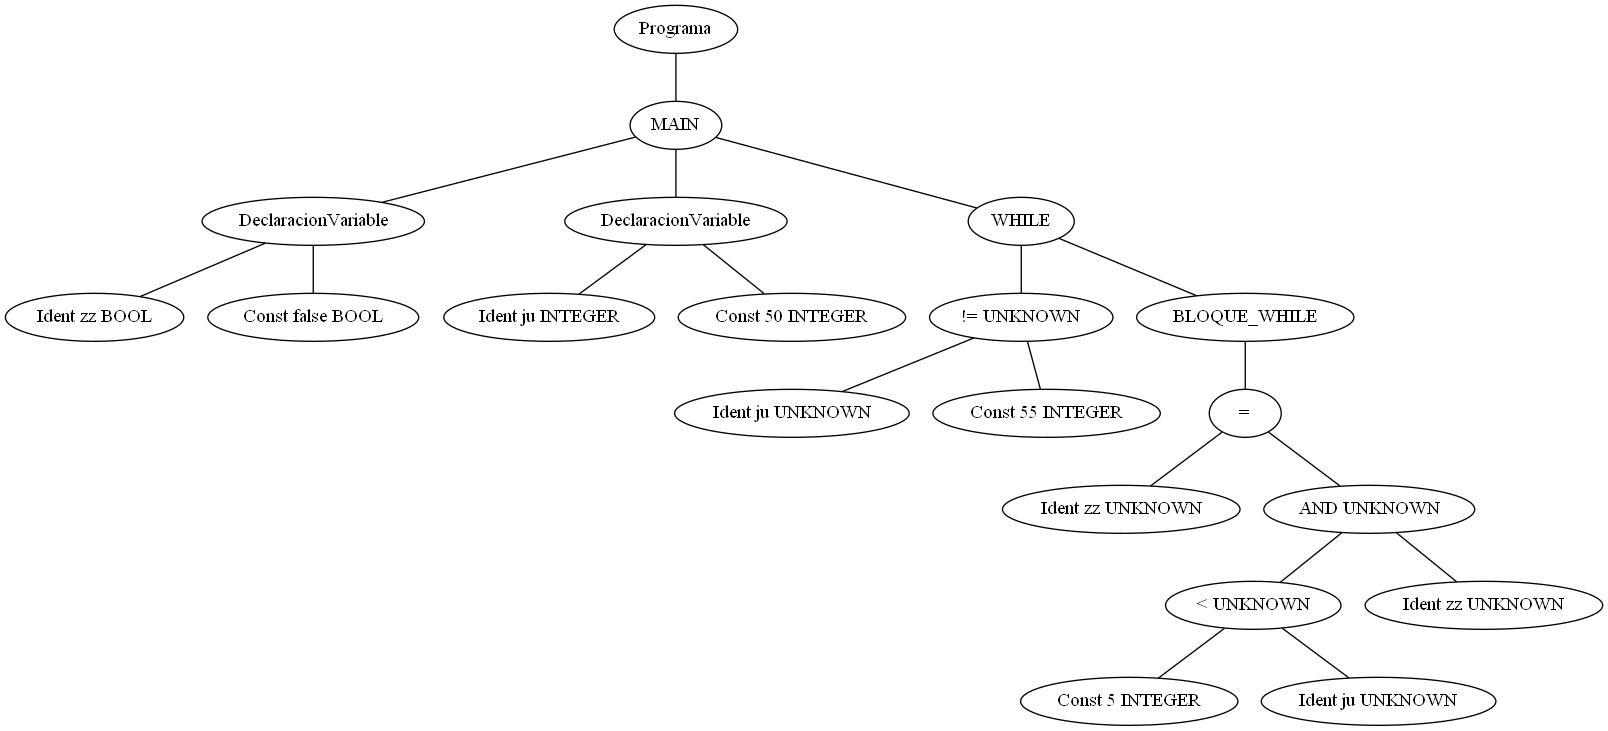 Programa
MAIN
DeclaracionVariable
DeclaracionVariable
WHILE
Ident zz BOOL
Const false BOOL
Ident ju INTEGER
Const 50 INTEGER
!= UNKNOWN
BLOQUE_WHILE
Ident ju UNKNOWN
Const 55 INTEGER
=
Ident zz UNKNOWN
AND UNKNOWN
< UNKNOWN
Ident zz UNKNOWN
Const 5 INTEGER
Ident ju UNKNOWN